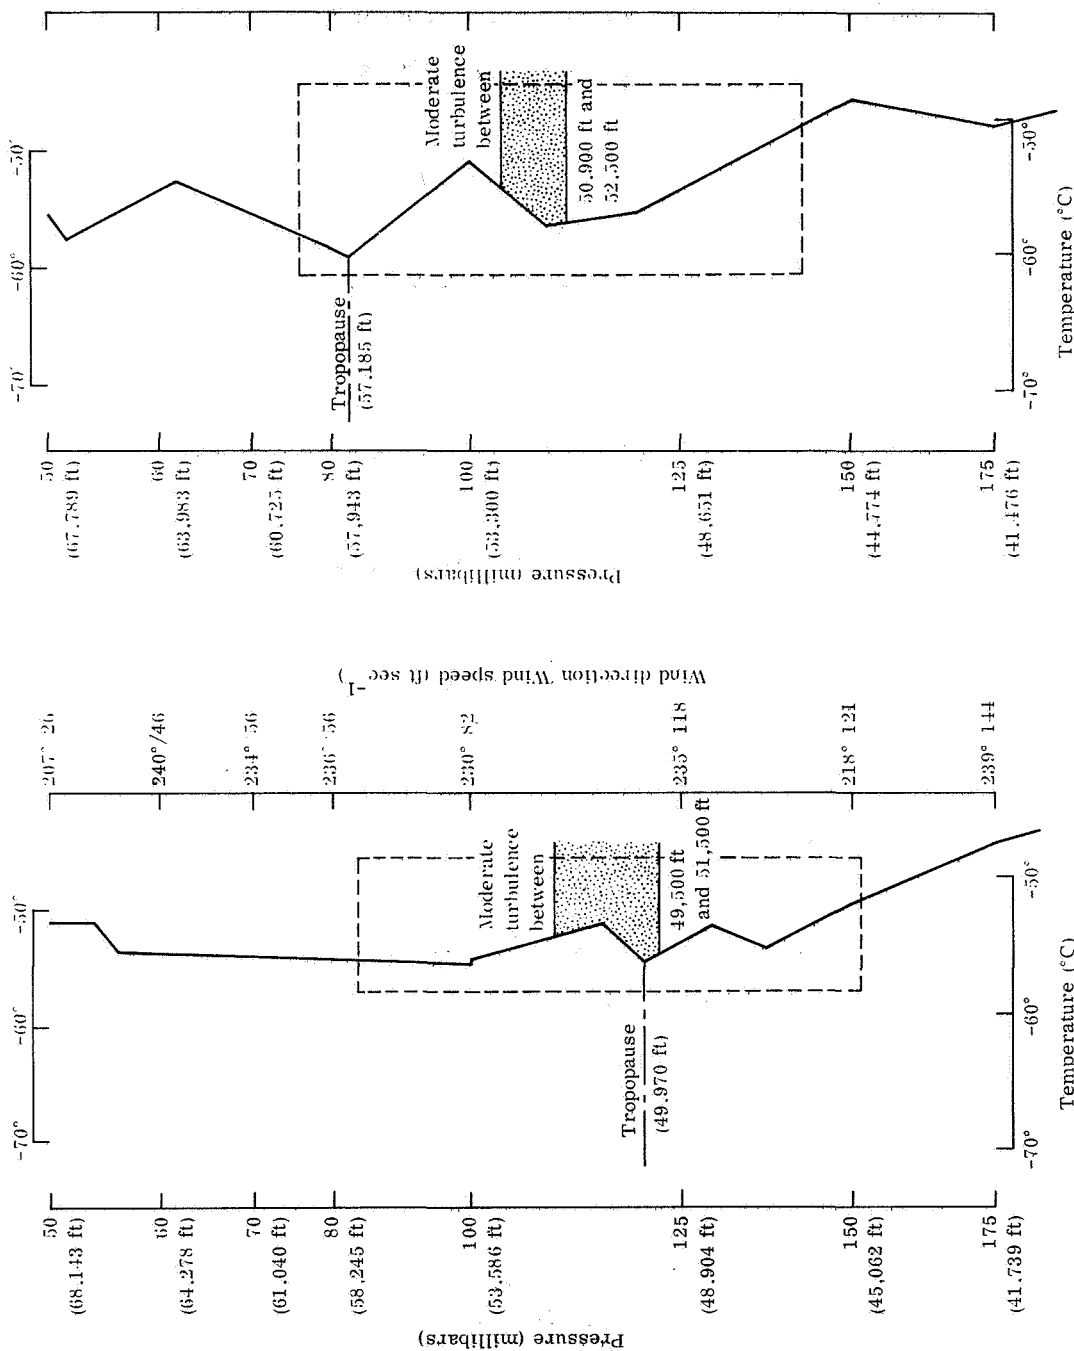 -50°
-60°
-70°
Moderate
turbulence
between
50,900 ft and
52,500 ft
Tropopause
(57,185 ft)
-50°
-60°
-70°
Temperature (°C)
50
(67,789 ft)
60
(63,983 ft)
70
(60,725 ft)
80
(57,943 ft)
100
(53,300 ft)
125
(48,651 ft)
150
(44,774 ft)
175
(41,476 ft)
Pressure (millibars)
Wind direction/Wind speed (ft sec-1)
207° 26
240°/46
234° 56
236° 56
230° 82
235° 118
218° 121
239° 144
-50°
-60°
-70°
Moderate
turbulence
between
49,500 ft
and 51,500 ft
Tropopause
(49,970 ft)
-50°
-60°
-70°
Temperature (°C)
50
(68,143 ft)
60
(64,278 ft)
70
(61,040 ft)
80
(58,245 ft)
100
(53,586 ft)
125
(48,904 ft)
150
(45,062 ft)
175
(41,739 ft)
Pressure (millibars)